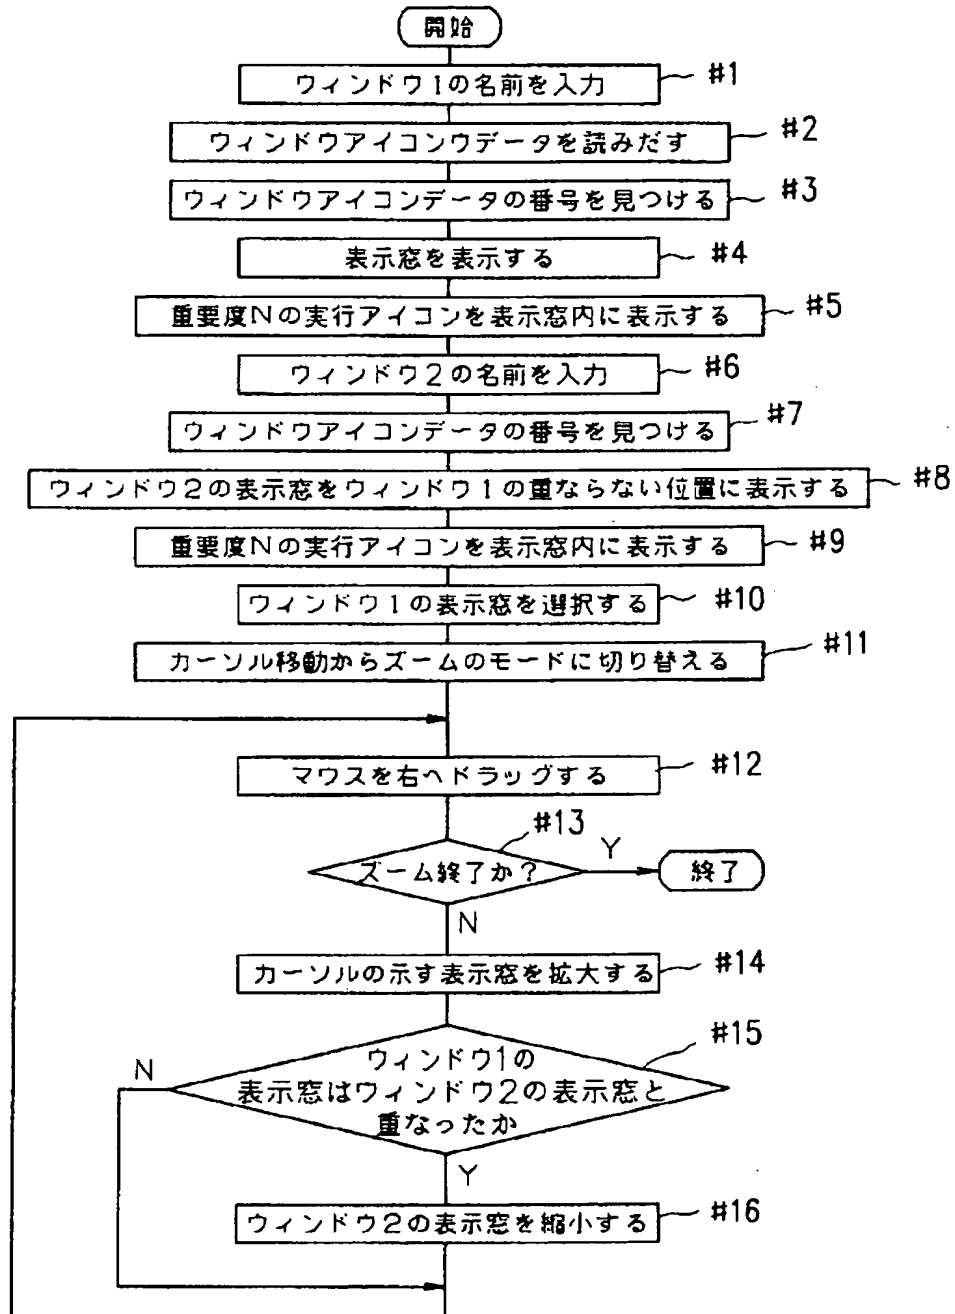 開始
ウィンドウ1の名前を入力 #1
ウィンドウアイコンウデータを読みだす #2
ウィンドウアイコンデータの番号を見つける #3
表示窓を表示する #4
重要度Nの実行アイコンを表示窓内に表示する #5
ウィンドウ2の名前を入力 #6
ウィンドウアイコンデータの番号を見つける #7
ウィンドウ2の表示窓をウィンドウ1の重ならない位置に表示する #8
重要度Nの実行アイコンを表示窓内に表示する #9
ウィンドウ1の表示窓を選択する #10
カーソル移動からズームのモードに切り替える #11
マウスを右へドラッグする #12
#13
ズーム終了か? Y 終了
N
カーソルの示す表示窓を拡大する #14
#15
ウィンドウ1の
表示窓はウィンドウ2の表示窓と
重なったか
N
Y
ウィンドウ2の表示窓を縮小する #16